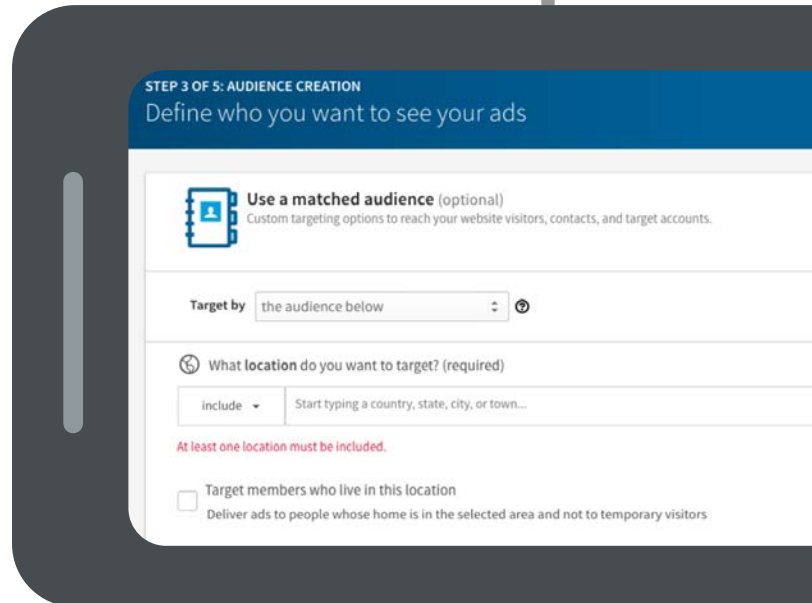 STEP 3 OF 5: AUDIENCE CREATION
Define who you want to see your ads
Use a matched audience (optional)
Custom targeting options to reach your website visitors, contacts, and target accounts.
Target by the audience below
What location do you want to target? (required)
include Start typing a country, state, city, or town...
At least one location must be included.
Target members who live in this location
Deliver ads to people whose home is in the selected area and not to temporary visitors